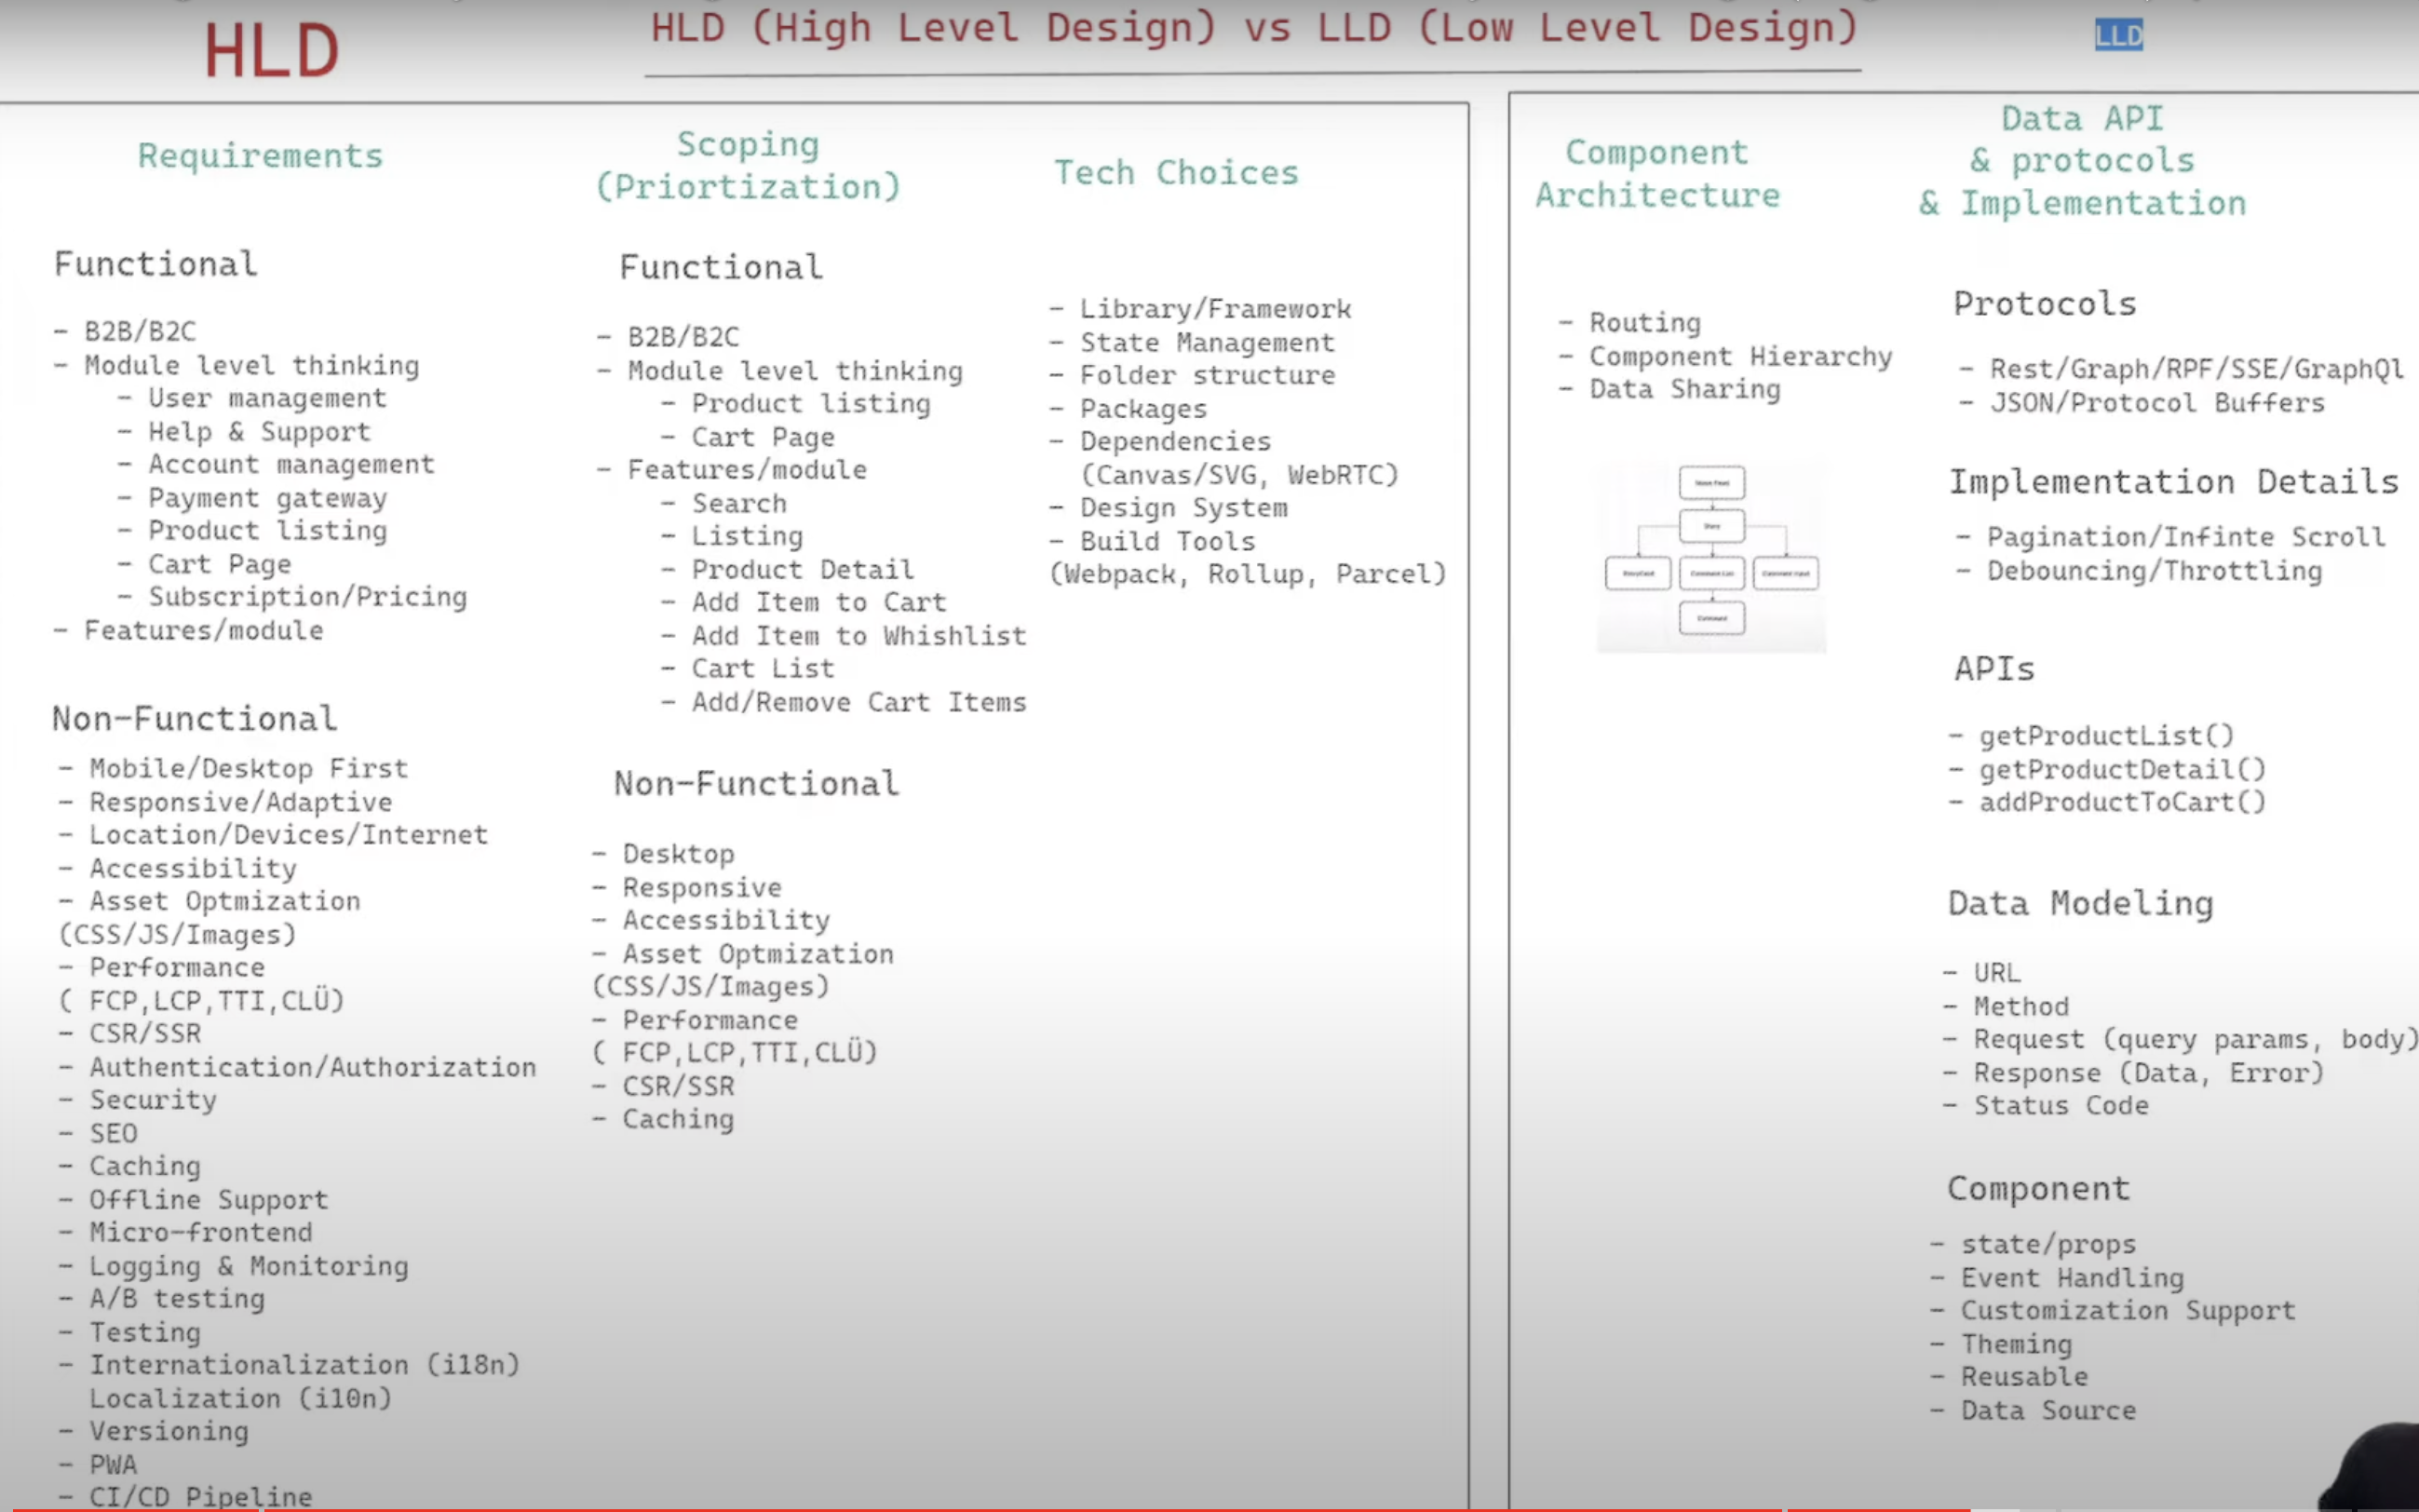 HLD
HLD (High Level Design) vs LLD (Low Level Design)
LLD
Requirements
Functional
- B2B/B2C
- Module level thinking
- User management
- Help & Support
- Account management
- Payment gateway
- Product listing
- Cart Page
- Subscription/Pricing
- Features/module
Non-Functional
- Mobile/Desktop First
- Responsive/Adaptive
- Location/Devices/Internet
- Accessibility
- Asset Optmization
(CSS/JS/Images)
- Performance
( FCP,LCP,TTI,CLÜ)
- CSR/SSR
- Authentication/Authorization
- Security
- SEO
- Caching
- Offline Support
- Micro-frontend
- Logging & Monitoring
- A/B testing
- Testing
- Internationalization (i18n)
Localization (i10n)
- Versioning
- PWA
- CI/CD Pipeline
Scoping
(Priortization)
Functional
- B2B/B2C
- Module level thinking
- Product listing
- Cart Page
- Features/module
- Search
- Listing
- Product Detail
- Add Item to Cart
- Add Item to Whishlist
- Cart List
- Add/Remove Cart Items
Non-Functional
- Desktop
- Responsive
- Accessibility
- Asset Optmization
(CSS/JS/Images)
- Performance
( FCP,LCP,TTI,CLÜ)
- CSR/SSR
- Caching
Tech Choices
- Library/Framework
- State Management
- Folder structure
- Packages
- Dependencies
(Canvas/SVG, WebRTC)
- Design System
- Build Tools
(Webpack, Rollup, Parcel)
Component
Architecture
- Routing
- Component Hierarchy
- Data Sharing
Data API
& protocols
& Implementation
Protocols
- Rest/Graph/RPF/SSE/GraphQl
- JSON/Protocol Buffers
Implementation Details
- Pagination/Infinte Scroll
- Debouncing/Throttling
APIs
- getProductList()
- getProductDetail()
- addProductToCart()
Data Modeling
- URL
- Method
- Request (query params, body)
- Response (Data, Error)
- Status Code
Component
- state/props
- Event Handling
- Customization Support
- Theming
- Reusable
- Data Source